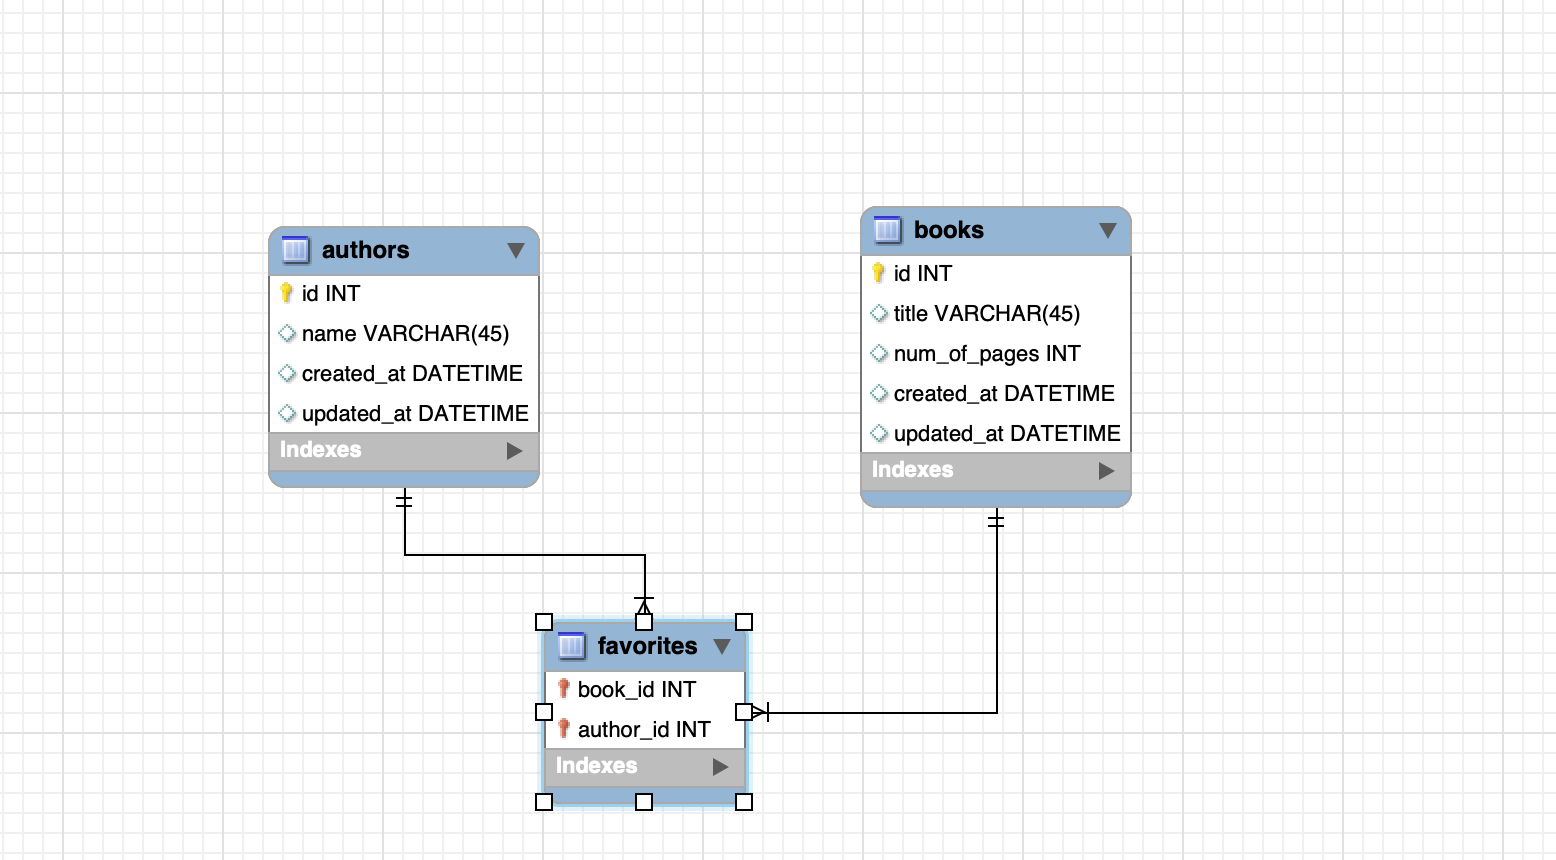 authors
id INT
name VARCHAR(45)
created_at DATETIME
updated_at DATETIME
Indexes
books
id INT
title VARCHAR(45)
num_of_pages INT
created_at DATETIME
updated_at DATETIME
Indexes
favorites
book_id INT
author_id INT
Indexes